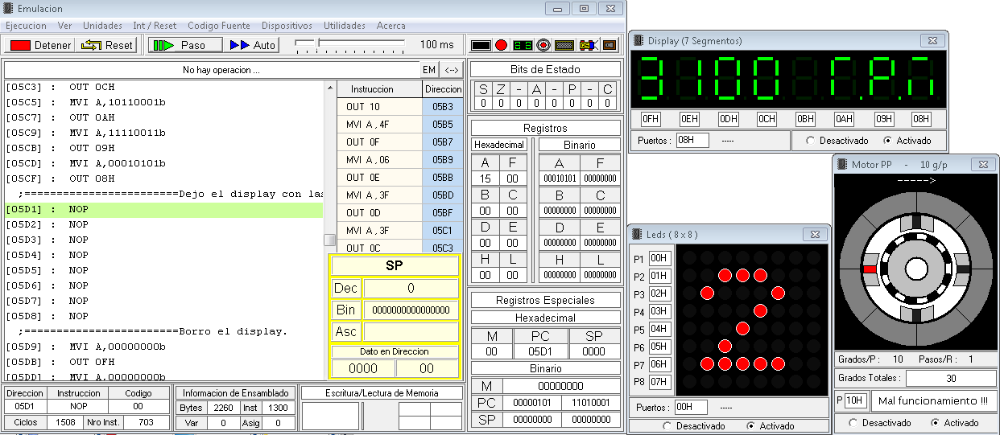 Emulacion
Ejecucion Ver Unidades Int / Reset Codigo Fuente Dispositivos Utilidades Acerca
Detener Reset Paso Auto 100 ms
No hay operacion ... EM <-->
[05C3] : OUT 0CH
[05C5] : MVI A,10110001b
[05C7] : OUT 0AH
[05C9] : MVI A,11110011b
[05CB] : OUT 09H
[05CD] : MVI A,00010101b
[05CF] : OUT 08H
;========================Dejo el display con las
[05D1] : NOP
[05D2] : NOP
[05D3] : NOP
[05D4] : NOP
[05D5] : NOP
[05D6] : NOP
[05D7] : NOP
[05D8] : NOP
;========================Borro el display.
[05D9] : MVI A,00000000b
[05DB] : OUT 0FH
[05DD] : MVI A,00000000b
Instruccion Direccion
OUT 10 05B3
MVI A,4F 05B5
OUT 0F 05B7
MVI A,06 05B9
OUT 0E 05BB
MVI A,3F 05BD
OUT 0D 05BF
MVI A,3F 05C1
OUT 0C 05C3
SP
Dec 0
Bin 0000000000000000
Asc
Dato en Direccion
0000 00
Direccion Instruccion Codigo
05D1 NOP 00
Ciclos 1508 Nro Inst. 703
Informacion de Ensamblado
Bytes 2260 Inst 1300
Var 0 Asig 0
Escritura/Lectura de Memoria
Bits de Estado
S Z - A - P - C
0 0 0 0 0 0 0 0
Registros
Hexadecimal Binario
A F A F
15 00 00010101 00000000
B C B C
00 00 00000000 00000000
D E D E
00 00 00000000 00000000
H L H L
00 00 00000000 00000000
Registros Especiales
Hexadecimal
M PC SP
00 05D1 0000
Binario
M 00000000
PC 00000101 11010001
SP 00000000 00000000
Display (7 Segmentos)
3100 r.P.n
0FH 0EH 0DH 0CH 0BH 0AH 09H 08H
Puertos : 08H ----- Desactivado Activado
Leds ( 8 x 8 )
P1 00H
P2 01H
P3 02H
P4 03H
P5 04H
P6 05H
P7 06H
P8 07H
Puertos : 00H -----
Desactivado Activado
Motor PP - 10 g/p
----->
Grados/P : 10 Pasos/R : 1
Grados Totales : 30
P 10H Mal funcionamiento !!!
Desactivado Activado